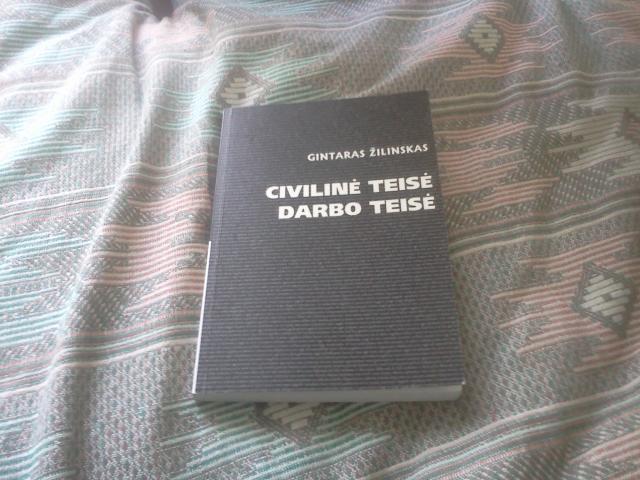 GINTARAS ŽILINSKAS
CIVILINĖ TEISĖ
DARBO TEISĖ